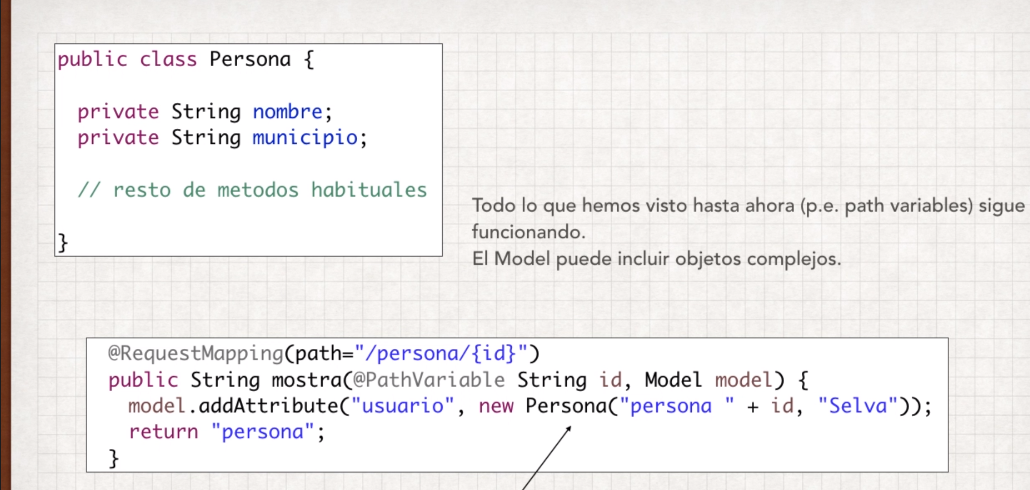 public class Persona {
private String nombre;
private String municipio;
// resto de metodos habituales
}
Todo lo que hemos visto hasta ahora (p.e. path variables) sigue
funcionando.
El Model puede incluir objetos complejos.
@RequestMapping(path="/persona/{id}")
public String mostra(@PathVariable String id, Model model) {
model.addAttribute("usuario", new Persona("persona " + id, "Selva"));
return "persona";
}